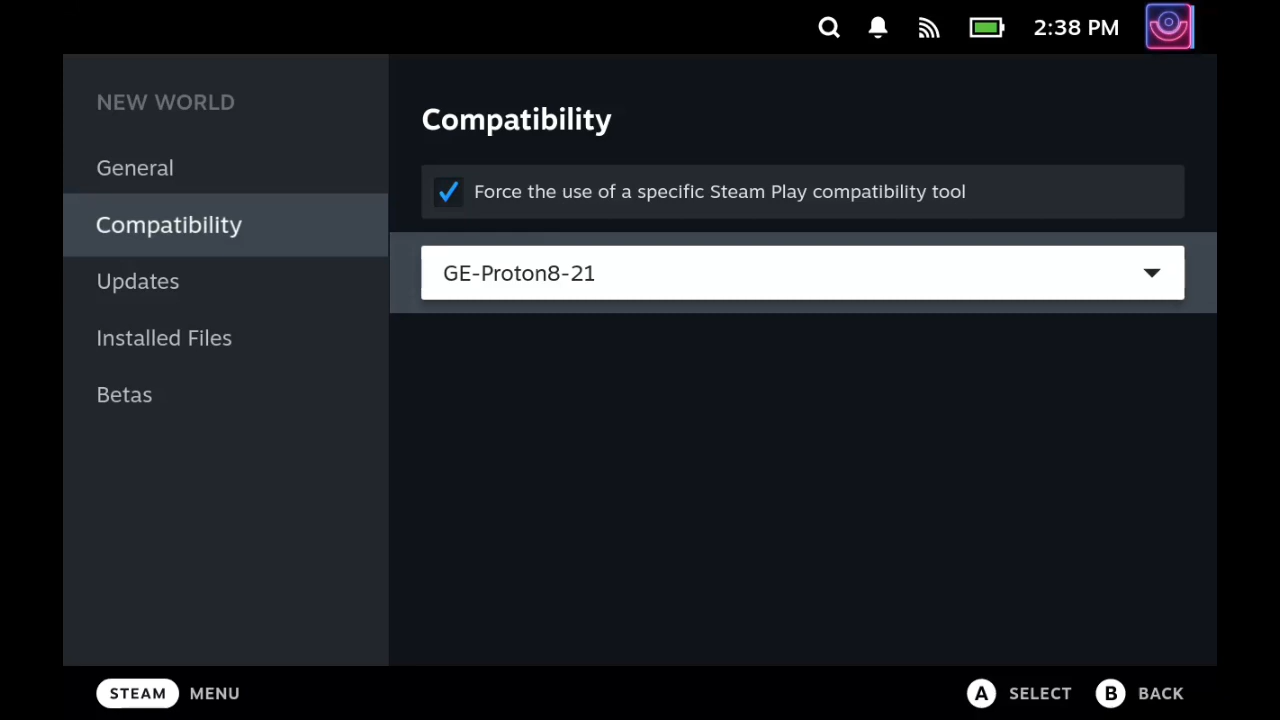 2:38 PM
NEW WORLD
General
Compatibility
Updates
Installed Files
Betas
Compatibility
Force the use of a specific Steam Play compatibility tool
GE-Proton8-21
STEAM MENU
A SELECT B BACK